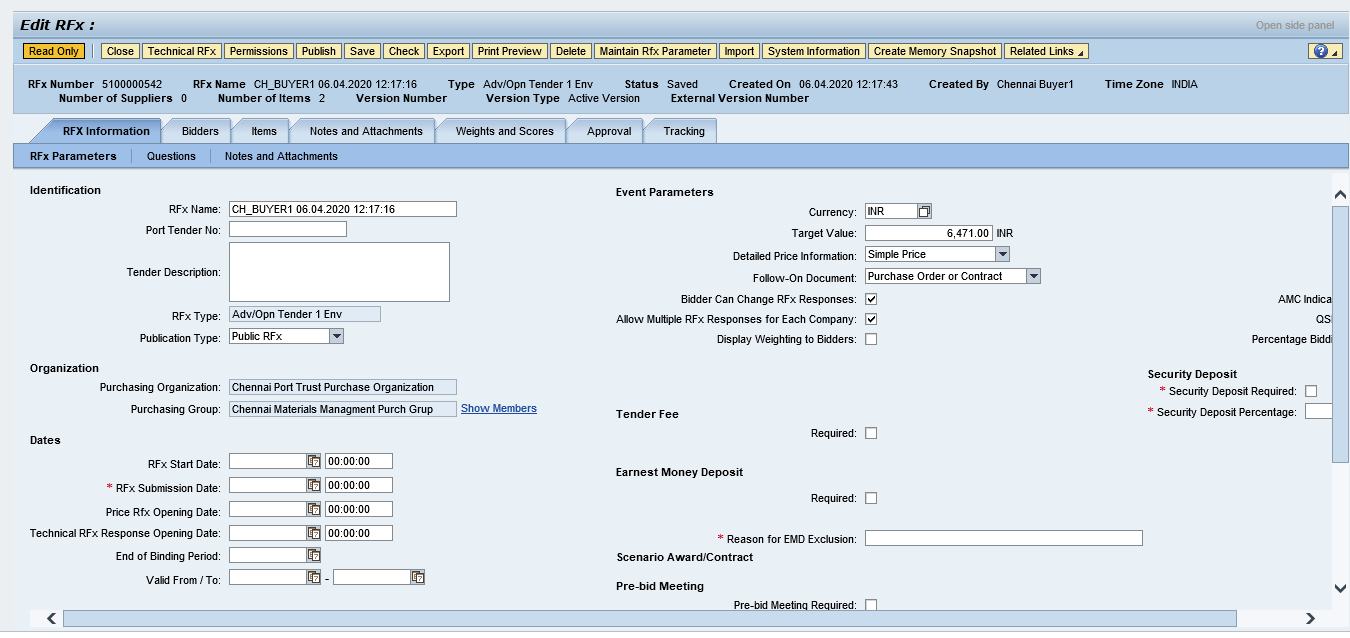 Edit RFx :
Open side panel
Read Only Close Technical RFx Permissions Publish Save Check Export Print Preview Delete Maintain Rfx Parameter Import System Information Create Memory Snapshot Related Links
RFx Number 5100000542 RFx Name CH_BUYER1 06.04.2020 12:17:16 Type Adv/Opn Tender 1 Env Status Saved Created On 06.04.2020 12:17:43 Created By Chennai Buyer1 Time Zone INDIA
Number of Suppliers 0 Number of Items 2 Version Number Version Type Active Version External Version Number
RFX Information Bidders Items Notes and Attachments Weights and Scores Approval Tracking
RFx Parameters Questions Notes and Attachments
Identification
RFx Name: CH_BUYER1 06.04.2020 12:17:16
Port Tender No:
Tender Description:
RFx Type: Adv/Opn Tender 1 Env
Publication Type: Public RFx
Organization
Purchasing Organization: Chennai Port Trust Purchase Organization
Purchasing Group: Chennai Materials Managment Purch Grup Show Members
Dates
RFx Start Date: 00:00:00
* RFx Submission Date: 00:00:00
Price Rfx Opening Date: 00:00:00
Technical RFx Response Opening Date: 00:00:00
End of Binding Period:
Valid From / To: -
Event Parameters
Currency: INR
Target Value: 6,471.00 INR
Detailed Price Information: Simple Price
Follow-On Document: Purchase Order or Contract
Bidder Can Change RFx Responses:
Allow Multiple RFx Responses for Each Company:
Display Weighting to Bidders:
Tender Fee
Required:
Earnest Money Deposit
Required:
* Reason for EMD Exclusion:
Scenario Award/Contract
Pre-bid Meeting
Pre-bid Meeting Required:
AMC Indica
QS
Percentage Biddi
Security Deposit
* Security Deposit Required:
* Security Deposit Percentage: